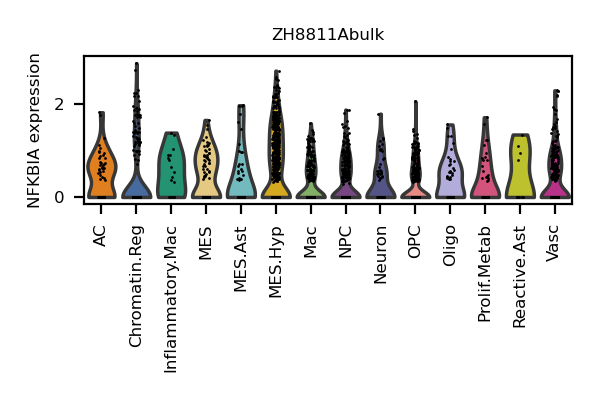 ZH8811Abulk
NFKBIA expression
2
0
AC
Chromatin.Reg
Inflammatory.Mac
MES
MES.Ast
MES.Hyp
Mac
NPC
Neuron
OPC
Oligo
Prolif.Metab
Reactive.Ast
Vasc